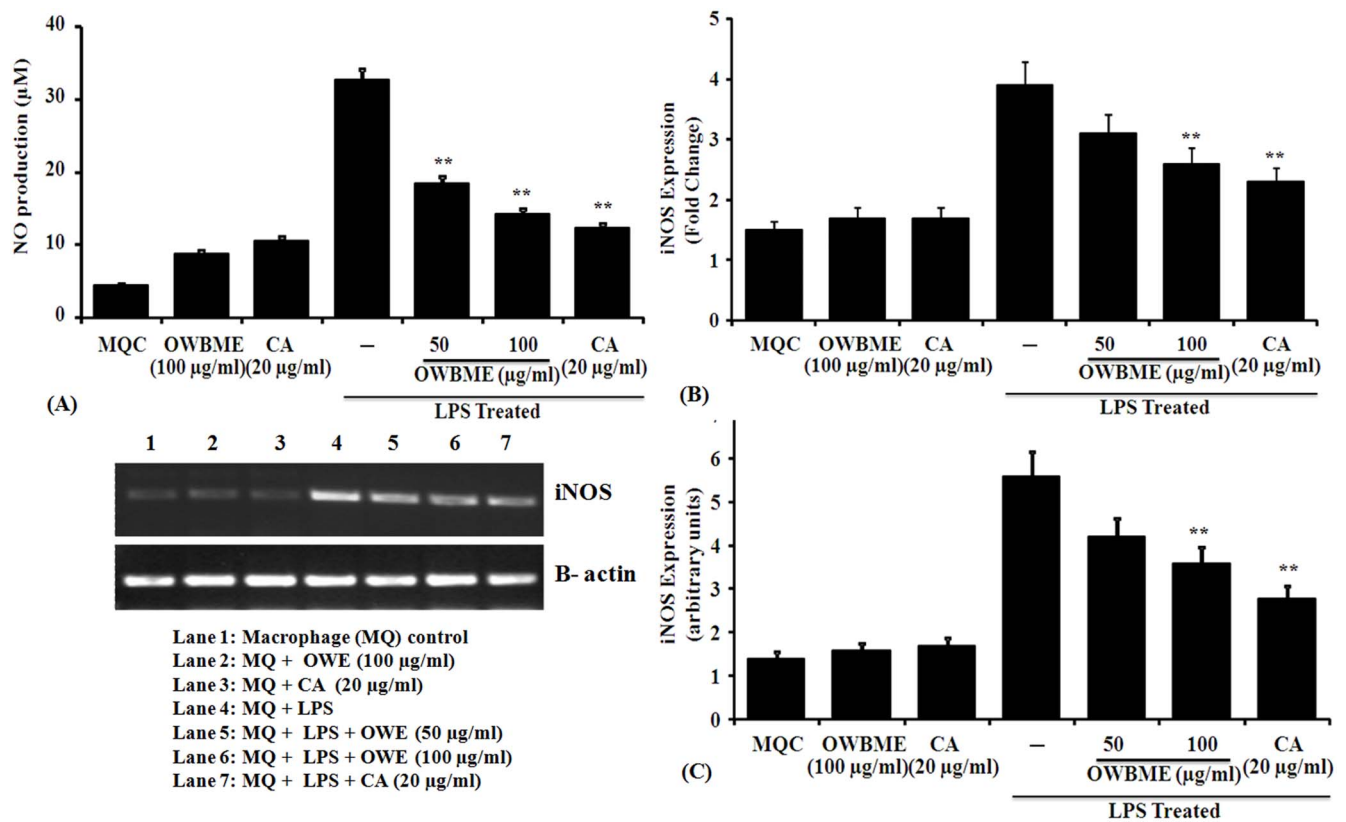 40
30
20
10
0
NO production (µM)
**
**
**
MQC
OWBME
(100 µg/ml)
CA
(20 µg/ml)
–
50
100
OWBME (µg/ml)
CA
(20 µg/ml)
LPS Treated
(A)
5
4
3
2
1
0
iNOS Expression
(Fold Change)
**
**
MQC
OWBME
(100 µg/ml)
CA
(20 µg/ml)
–
50
100
OWBME (µg/ml)
CA
(20 µg/ml)
LPS Treated
(B)
1 2 3 4 5 6 7
iNOS
B- actin
Lane 1: Macrophage (MQ) control
Lane 2: MQ + OWE (100 µg/ml)
Lane 3: MQ + CA (20 µg/ml)
Lane 4: MQ + LPS
Lane 5: MQ + LPS + OWE (50 µg/ml)
Lane 6: MQ + LPS + OWE (100 µg/ml)
Lane 7: MQ + LPS + CA (20 µg/ml)
6
5
4
3
2
1
0
iNOS Expression
(arbitrary units)
**
**
MQC
OWBME
(100 µg/ml)
CA
(20 µg/ml)
–
50
100
OWBME (µg/ml)
CA
(20 µg/ml)
LPS Treated
(C)